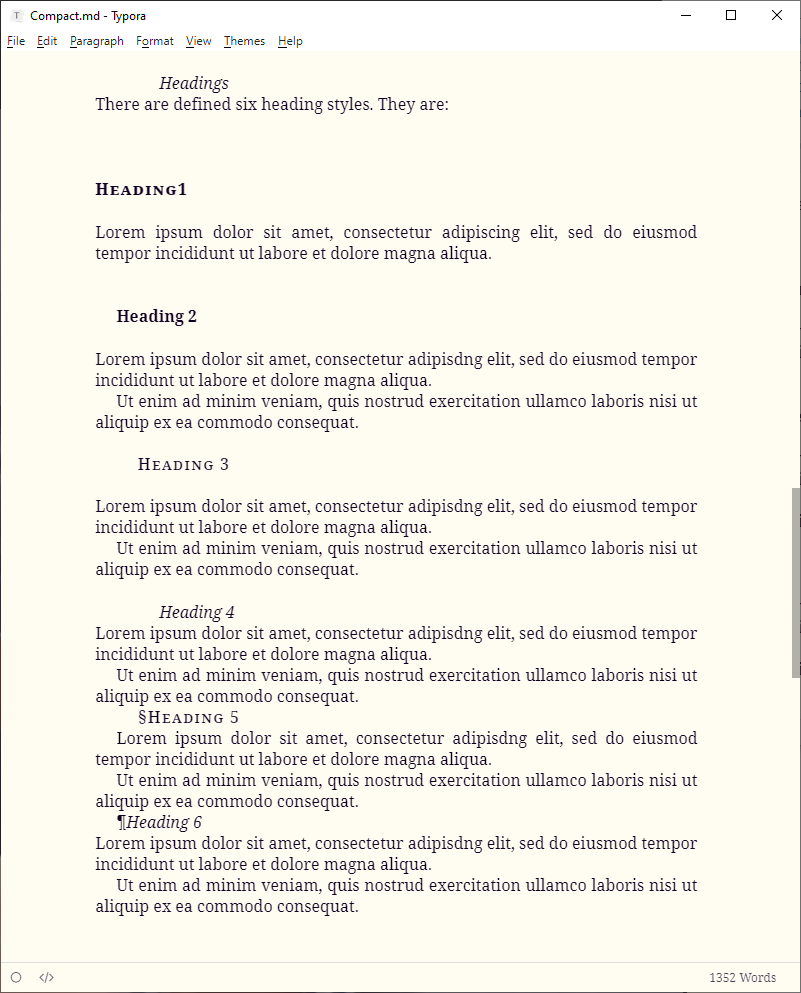 Compact.md - Typora
File Edit Paragraph Format View Themes Help
Headings
There are defined six heading styles. They are:
Heading1
Lorem ipsum dolor sit amet, consectetur adipiscing elit, sed do eiusmod
tempor incididunt ut labore et dolore magna aliqua.
Heading 2
Lorem ipsum dolor sit amet, consectetur adipisdng elit, sed do eiusmod tempor
incididunt ut labore et dolore magna aliqua.
Ut enim ad minim veniam, quis nostrud exercitation ullamco laboris nisi ut
aliquip ex ea commodo consequat.
Heading 3
Lorem ipsum dolor sit amet, consectetur adipisdng elit, sed do eiusmod tempor
incididunt ut labore et dolore magna aliqua.
Ut enim ad minim veniam, quis nostrud exercitation ullamco laboris nisi ut
aliquip ex ea commodo consequat.
Heading 4
Lorem ipsum dolor sit amet, consectetur adipisdng elit, sed do eiusmod tempor
incididunt ut labore et dolore magna aliqua.
Ut enim ad minim veniam, quis nostrud exercitation ullamco laboris nisi ut
aliquip ex ea commodo consequat.
§Heading 5
Lorem ipsum dolor sit amet, consectetur adipisdng elit, sed do eiusmod
tempor incididunt ut labore et dolore magna aliqua.
Ut enim ad minim veniam, quis nostrud exercitation ullamco laboris nisi ut
aliquip ex ea commodo consequat.
¶Heading 6
Lorem ipsum dolor sit amet, consectetur adipisdng elit, sed do eiusmod tempor
incididunt ut labore et dolore magna aliqua.
Ut enim ad minim veniam, quis nostrud exercitation ullamco laboris nisi ut
aliquip ex ea commodo consequat.
</> 1352 Words